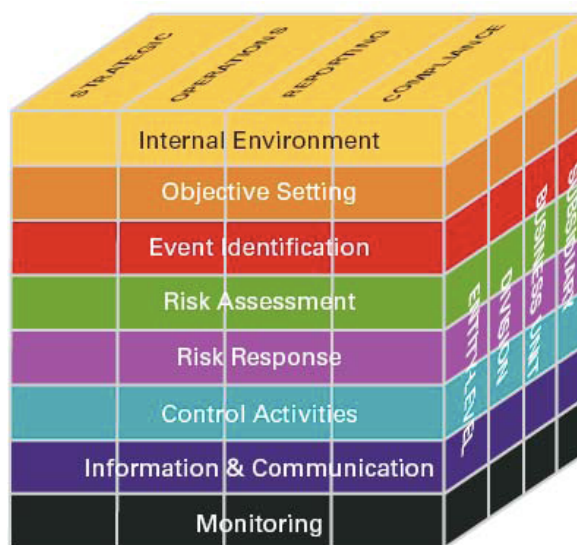 STRATEGIC
OPERATIONS
REPORTING
COMPLIANCE
Internal Environment
Objective Setting
Event Identification
Risk Assessment
Risk Response
Control Activities
Information & Communication
Monitoring
ENTITY-LEVEL
DIVISION
BUSINESS UNIT
SUBSIDIARY